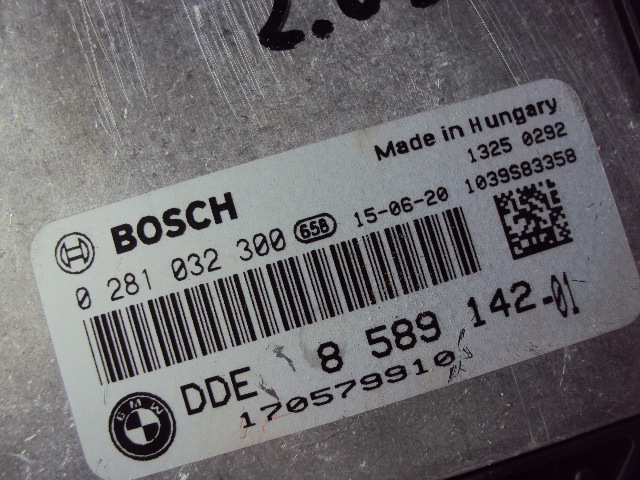 Made in Hungary
1325 0292
1039S83358
BOSCH
0 281 032 300 658 15-06-20
DDE 8 589 142-01
170579910
BMW